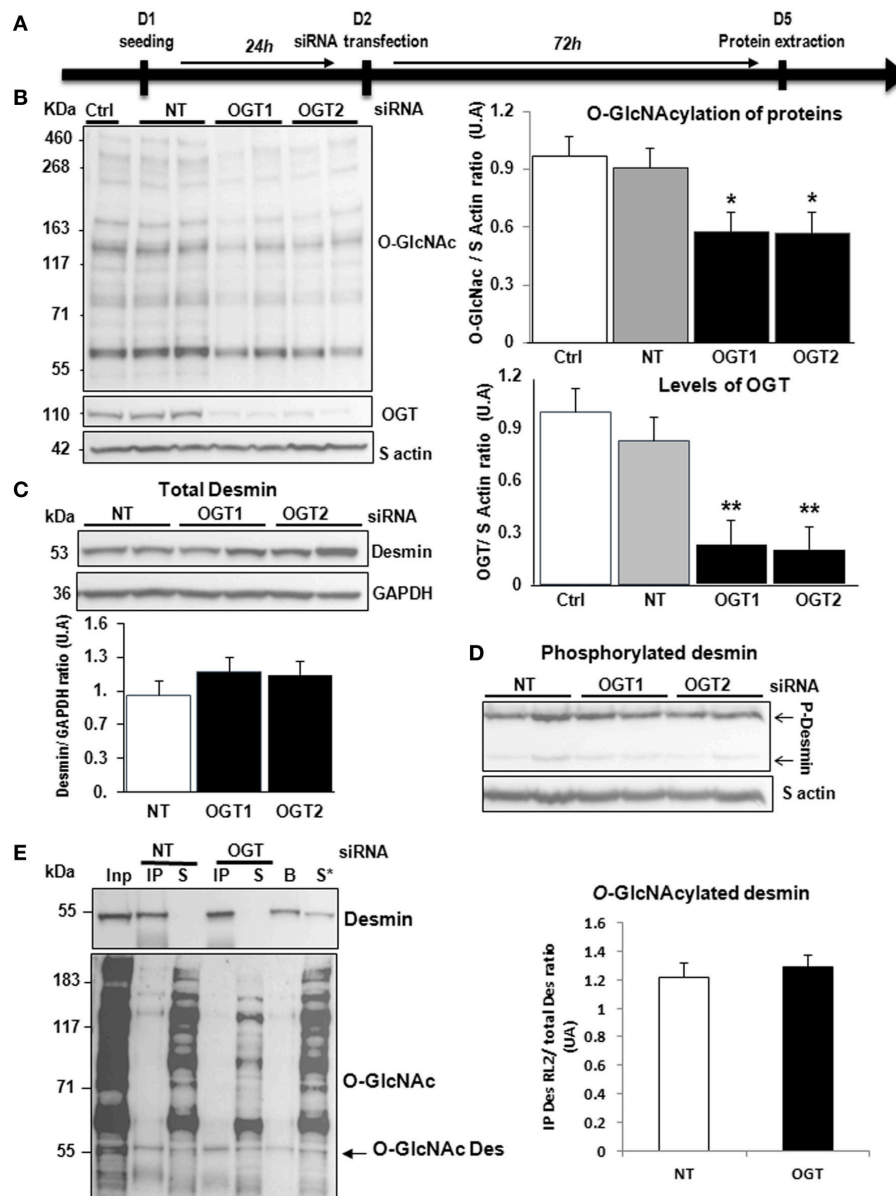 A
D1
seeding
24h
D2
siRNA transfection
72h
D5
Protein extraction
B
KDa
Ctrl
NT
OGT1
OGT2
siRNA
460
268
163
117
71
55
O-GlcNAc
110
OGT
42
S actin
O-GlcNAcylation of proteins
O-GlcNac / S Actin ratio (U.A)
1.2
0.9
0.6
0.3
0
*
*
Ctrl
NT
OGT1
OGT2
Levels of OGT
OGT/ S Actin ratio (U.A)
1.2
0.9
0.6
0.3
0
**
**
Ctrl
NT
OGT1
OGT2
C
Total Desmin
kDa
NT
OGT1
OGT2
siRNA
53
Desmin
36
GAPDH
Desmin/ GAPDH ratio (U.A)
1.6
1.3
1.
0.7
0.3
0.
NT
OGT1
OGT2
D
Phosphorylated desmin
NT
OGT1
OGT2
siRNA
P-Desmin
S actin
E
NT
OGT
siRNA
kDa
Inp
IP
S
IP
S
B
S*
55
Desmin
183
117
71
55
O-GlcNAc
O-GlcNAc Des
O-GlcNAcylated desmin
IP Des RL2/ total Des ratio
(UA)
1.6
1.4
1.2
1
0.8
0.6
0.4
0.2
0
NT
OGT